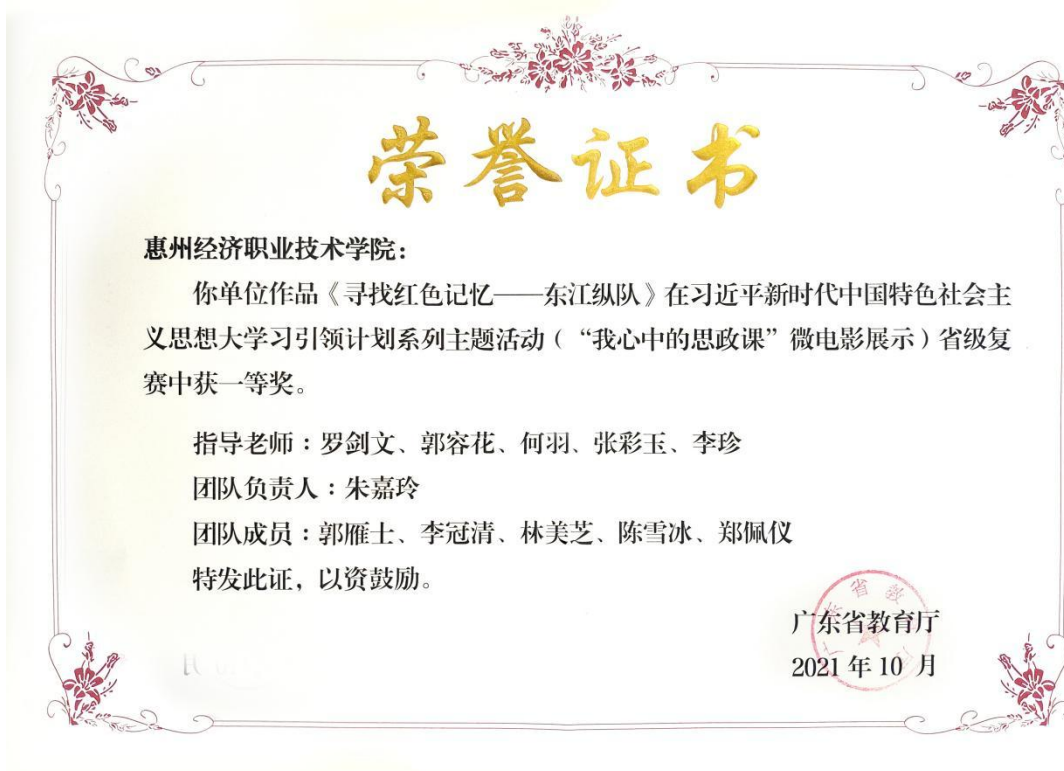 荣誉证书
惠州经济职业技术学院：
你单位作品《寻找红色记忆——东江纵队》在习近平新时代中国特色社会主
义思想大学习引领计划系列主题活动（“我心中的思政课”微电影展示）省级复
赛中获一等奖。
指导老师：罗剑文、郭容花、何羽、张彩玉、李珍
团队负责人：朱嘉玲
团队成员：郭雁士、李冠清、林美芝、陈雪冰、郑佩仪
特发此证，以资鼓励。
广东省教育厅
2021年10 月